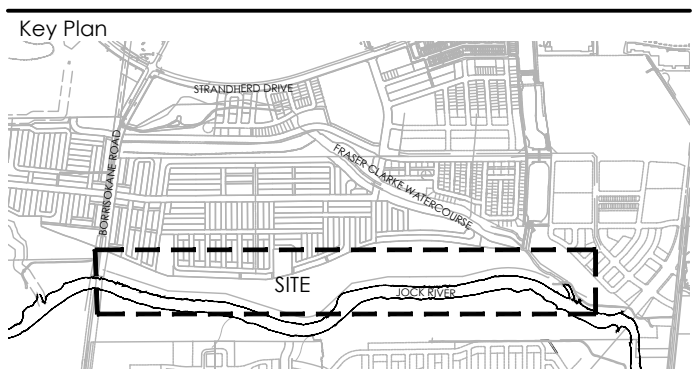 Key Plan
STRANDHERD DRIVE
BORRISOKANE ROAD
FRASER CLARKE WATERCOURSE
SITE
JOCK RIVER